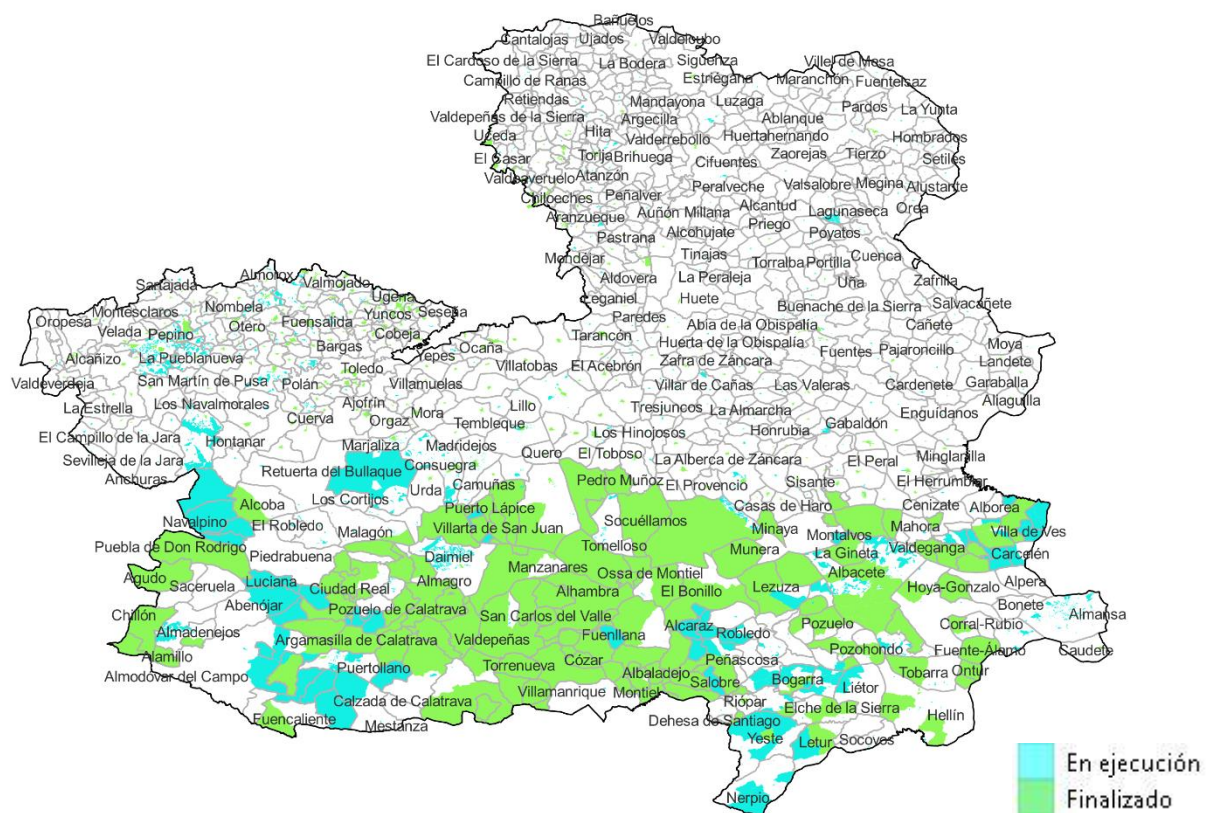 Bañuelos
Cantalojas Ujados Valdelcubo
El Cardoso de la Sierra La Bodera Sigüenza Villel de Mesa
Campillo de Ranas Estriégana Maranchón Fuentelsaz
Retiendas Mandayona Luzaga Pardos La Yunta
Valdepeñas de la Sierra Argecilla Ablanque
Uceda Hita Valderrebollo Huertahernando Hombrados
El Casar Torija Brihuega Cifuentes Zaorejas Tierzo Setiles
Valdeaveruelo Atanzón Peralveche Valsalobre Megina Alustante
Chiloeches Peñalver Alcantud
Aranzueque Auñón Millana Priego Lagunaseca Orea
Pastrana Alcohujate Poyatos
Mondéjar Tinajas Torralba Portilla Cuenca
Aldovera La Peraleja Uña Zafrilla
Leganiel Huete Buenache de la Sierra Salvacañete
Paredes Abia de la Obispalía Cañete
Tarancón Huerta de la Obispalía Fuentes Pajaroncillo Moya
El Acebrón Zafra de Záncara Landete
Villar de Cañas Las Valeras Cardenete Garaballa
Tresjuncos La Almarcha Enguídanos Aliaguilla
Los Hinojosos Honrubia Gabaldón
El Toboso La Alberca de Záncara El Peral Minglanilla
Pedro Muñoz El Provencio Sisante El Herrumblar
Sartajada Almorox Valmojado
Montesclaros Nombela Ugena
Oropesa Velada Pepino Otero Fuensalida Yuncos Seseña
Alcañizo La Pueblanueva Bargas Cobeja
Valdeverdeja San Martín de Pusa Polán Toledo Yepes Ocaña
La Estrella Los Navalmorales Ajofrín Villamuelas Villatobas
Cuerva Orgaz Mora Lillo
El Campillo de la Jara Hontanar Marjaliza Tembleque
Sevilleja de la Jara Madridejos Quero
Anchuras Retuerta del Bullaque Consuegra Camuñas
Alcoba Los Cortijos Urda Puerto Lápice Socuéllamos Casas de Haro Cenizate Alborea
Navalpino El Robledo Malagón Villarta de San Juan Minaya Montalvos Mahora Villa de Ves
Puebla de Don Rodrigo Piedrabuena Daimiel Tomelloso Munera La Gineta Valdeganga Carcelén
Agudo Saceruela Luciana Ciudad Real Almagro Manzanares Ossa de Montiel Lezuza Albacete Hoya-Gonzalo Alpera
Abenójar Pozuelo de Calatrava Alhambra El Bonillo Bonete Almansa
Chillón Almadenejos San Carlos del Valle Fuenllana Alcaraz Robledo Pozuelo Corral-Rubio
Alamillo Argamasilla de Calatrava Valdepeñas Peñascosa Pozohondo Fuente-Álamo Caudete
Almodóvar del Campo Puertollano Torrenueva Cózar Albaladejo Salobre Bogarra Tobarra Ontur
Calzada de Calatrava Villamanrique Montiel Riópar Liétor
Fuencaliente Mestanza Dehesa de Santiago Elche de la Sierra Hellín
Yeste Letur Socovos
Nerpio
En ejecución
Finalizado